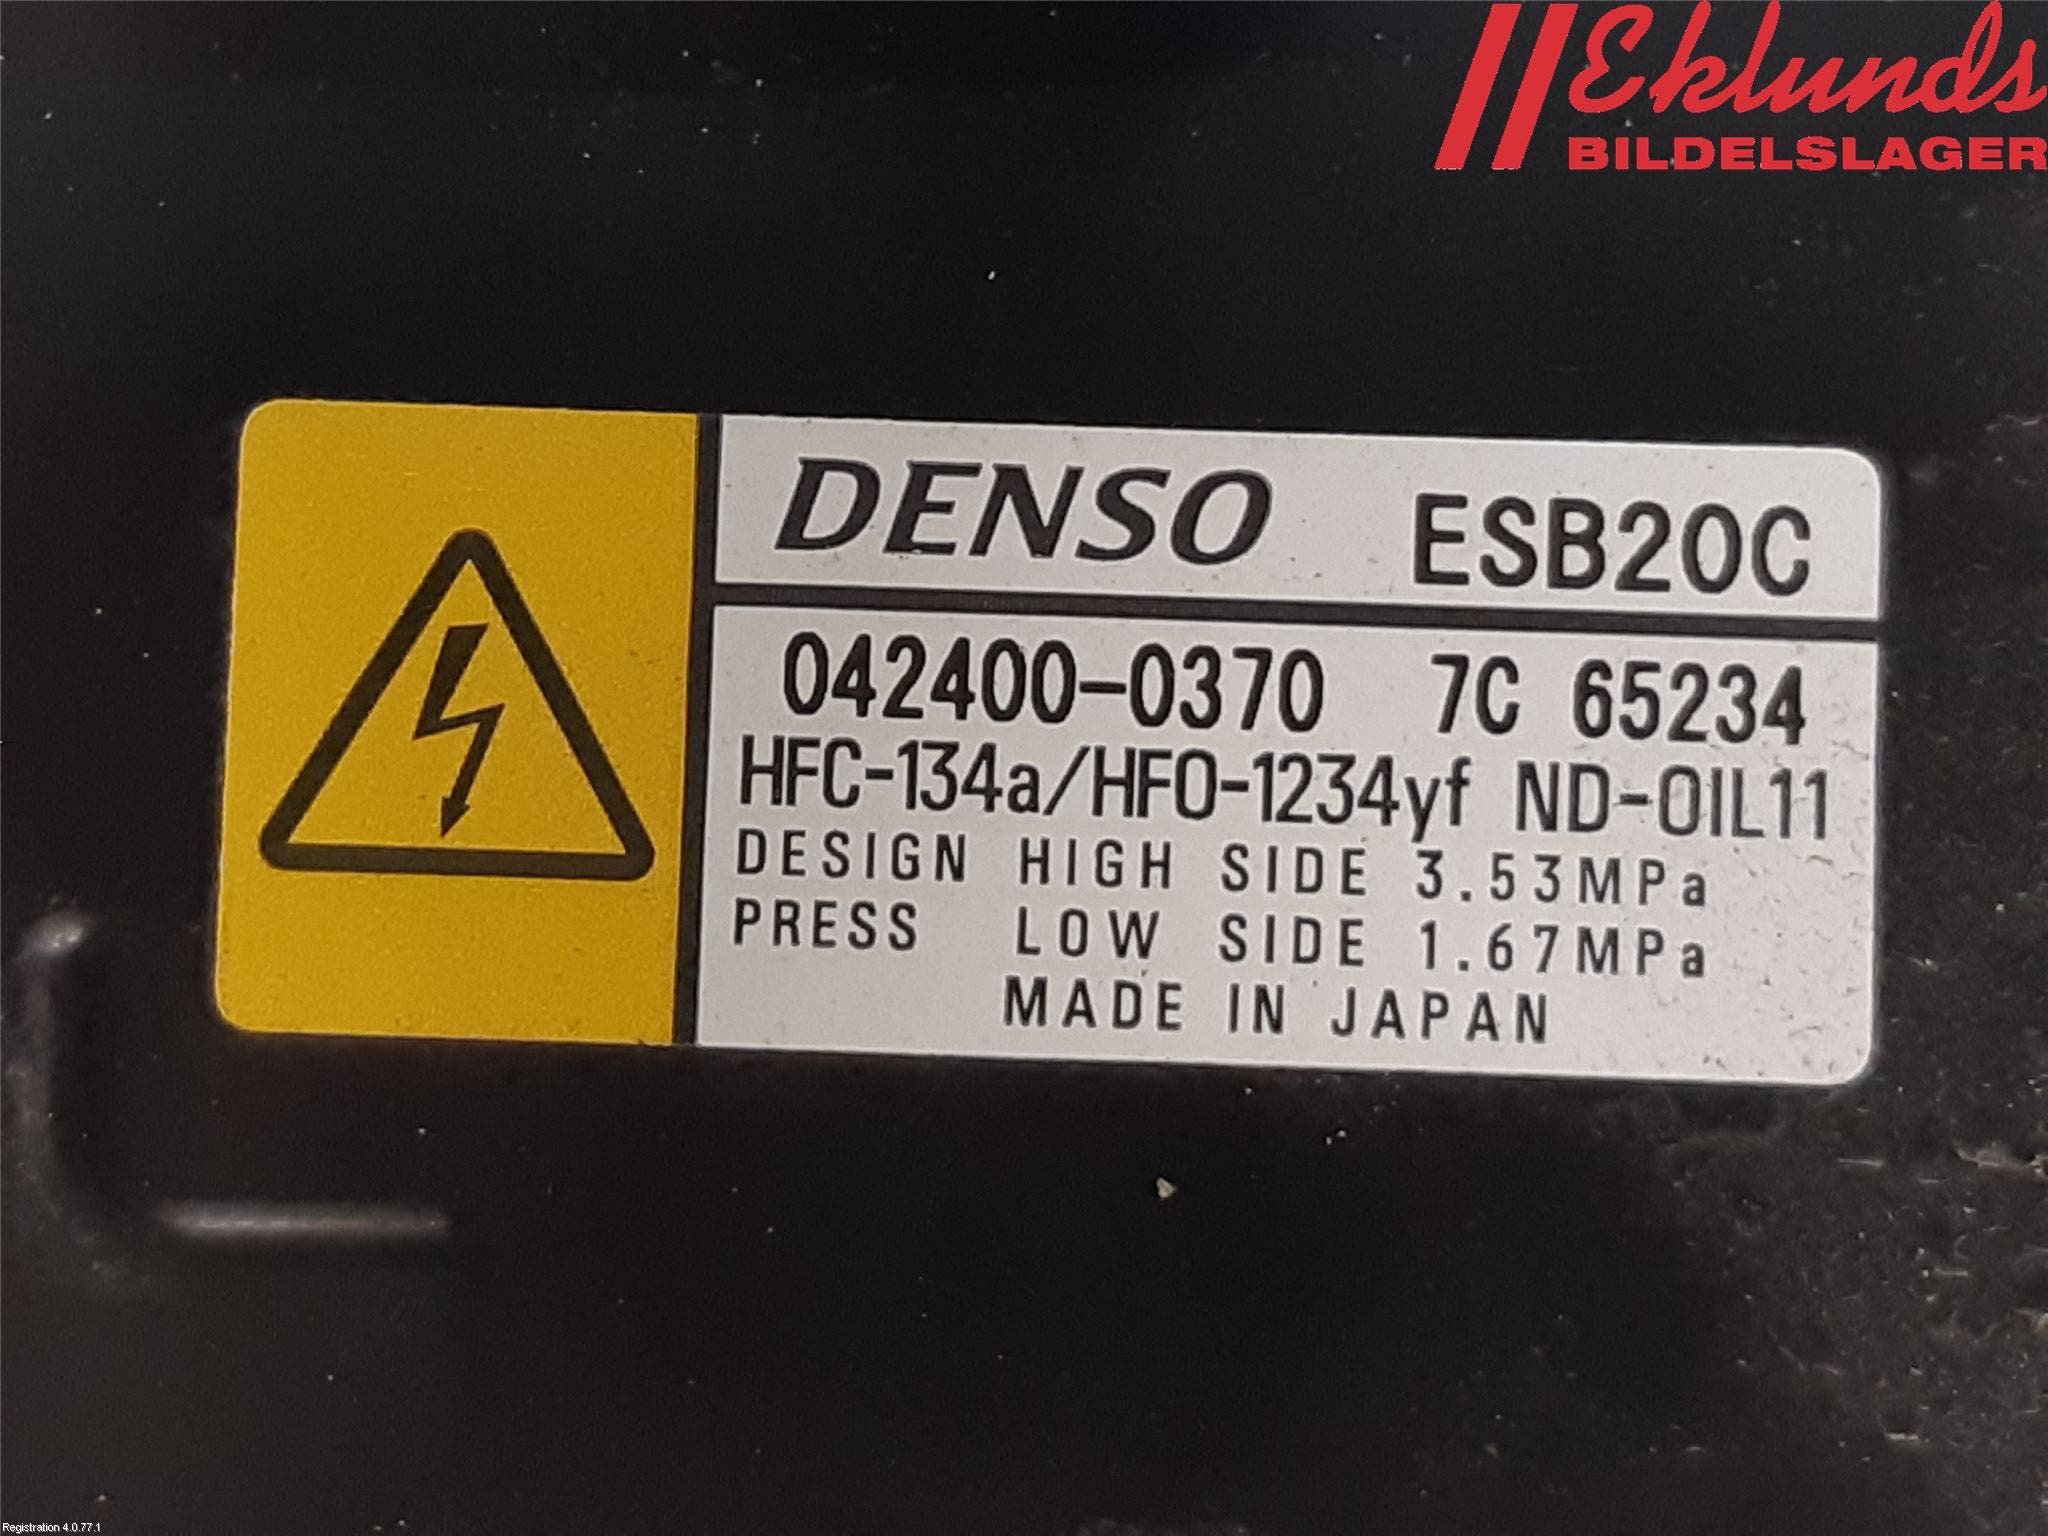 Eklunds
BILDELSLAGER
DENSO ESB20C
042400-0370 7C 65234
HFC-134a/HFO-1234yf ND-OIL11
DESIGN HIGH SIDE 3.53MPa
PRESS LOW SIDE 1.67MPa
MADE IN JAPAN
Registration 4.0.77.1